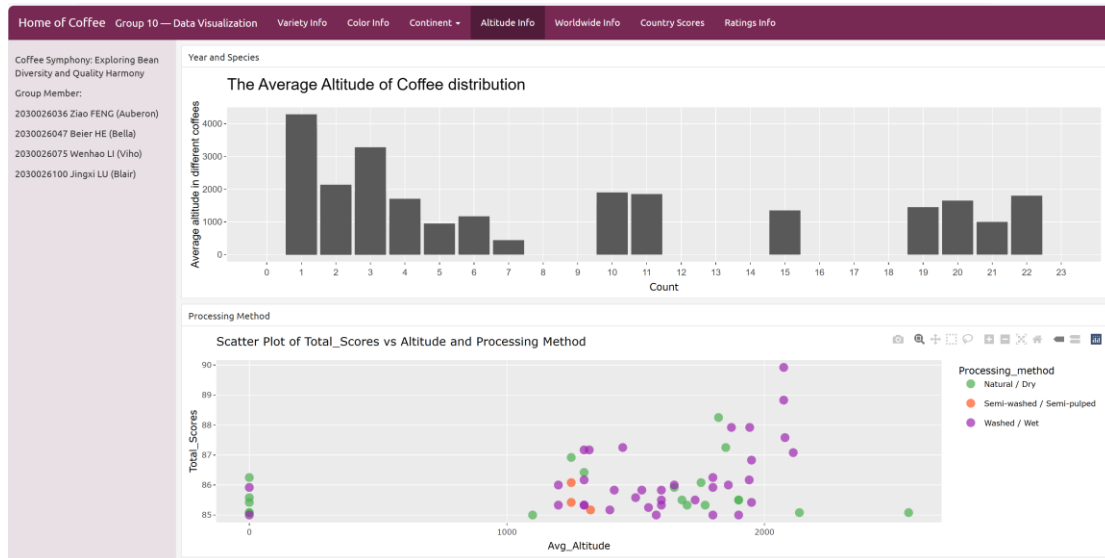 Home of Coffee Group 10 — Data Visualization Variety Info Color Info Continent Altitude Info Worldwide Info Country Scores Ratings Info
Coffee Symphony: Exploring Bean
Diversity and Quality Harmony
Group Member:
2030026036 Ziao FENG (Auberon)
2030026047 Beier HE (Bella)
2030026075 Wenhao LI (Viho)
2030026100 Jingxi LU (Blair)
Year and Species
The Average Altitude of Coffee distribution
Average altitude in different coffees
4000
3000
2000
1000
0
0 1 2 3 4 5 6 7 8 9 10 11 12 13 14 15 16 17 18 19 20 21 22 23
Count
Processing Method
Scatter Plot of Total_Scores vs Altitude and Processing Method
Total_Scores
90
89
88
87
86
85
0 1000 2000
Avg_Altitude
Processing_method
Natural / Dry
Semi-washed / Semi-pulped
Washed / Wet